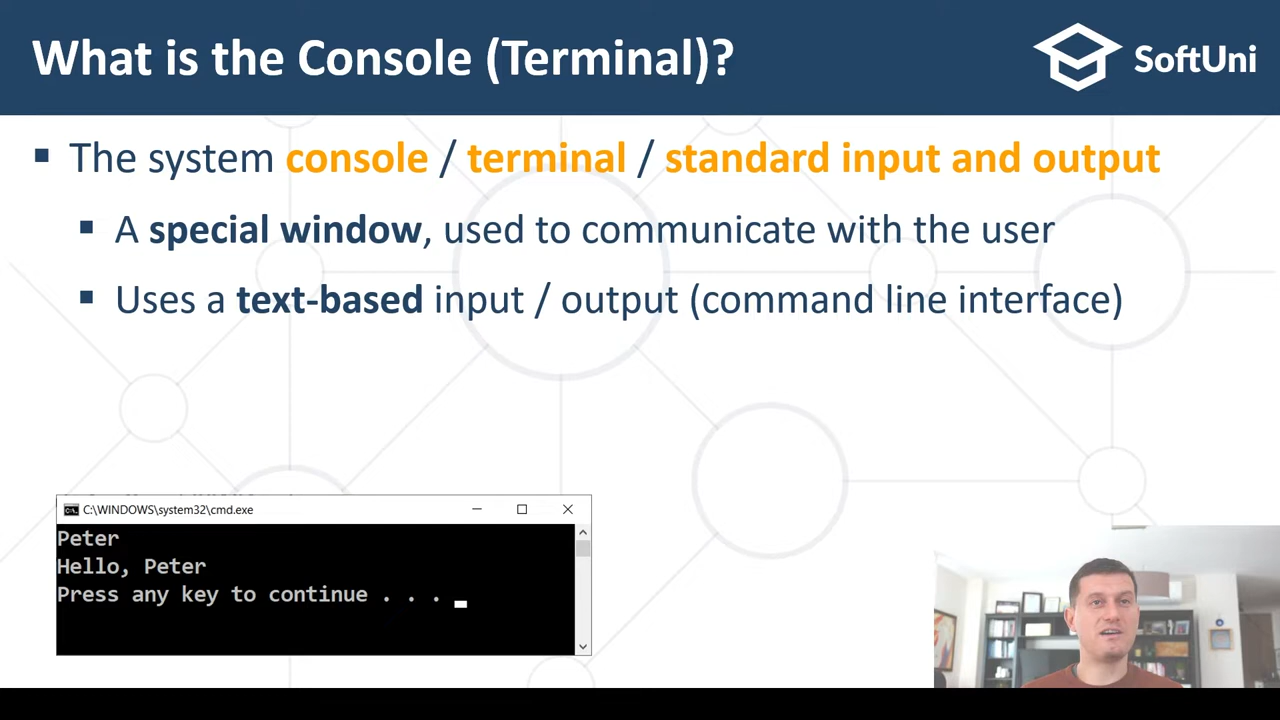 What is the Console (Terminal)?
SoftUni
The system console / terminal / standard input and output
A special window, used to communicate with the user
Uses a text-based input / output (command line interface)
C:\WINDOWS\system32\cmd.exe
Peter
Hello, Peter
Press any key to continue . . .